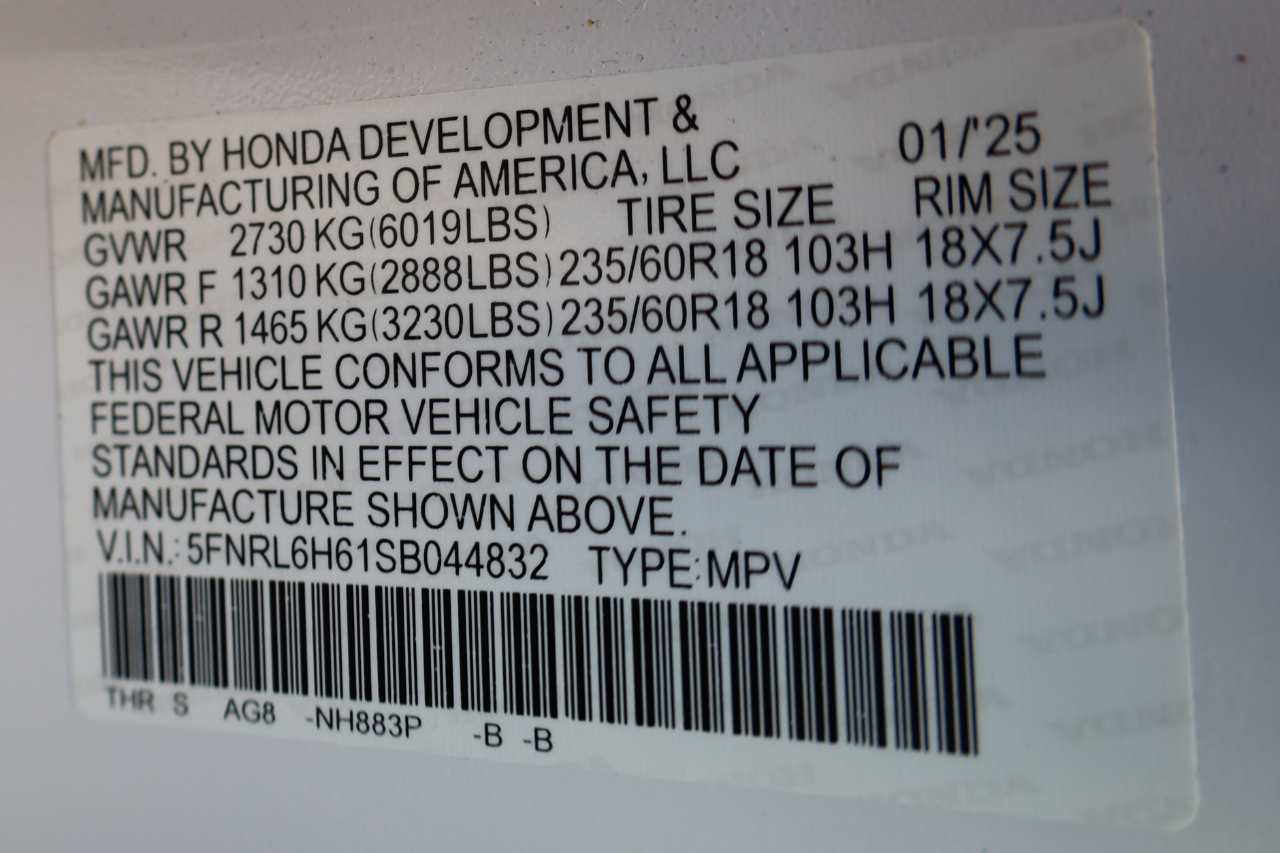 MFD. BY HONDA DEVELOPMENT &
MANUFACTURING OF AMERICA, LLC 01/'25
GVWR 2730 KG(6019LBS) TIRE SIZE RIM SIZE
GAWR F 1310 KG(2888LBS) 235/60R18 103H 18X7.5J
GAWR R 1465 KG(3230LBS) 235/60R18 103H 18X7.5J
THIS VEHICLE CONFORMS TO ALL APPLICABLE
FEDERAL MOTOR VEHICLE SAFETY
STANDARDS IN EFFECT ON THE DATE OF
MANUFACTURE SHOWN ABOVE.
V.I.N.: 5FNRL6H61SB044832 TYPE:MPV
THR S AG8 -NH883P -B -B